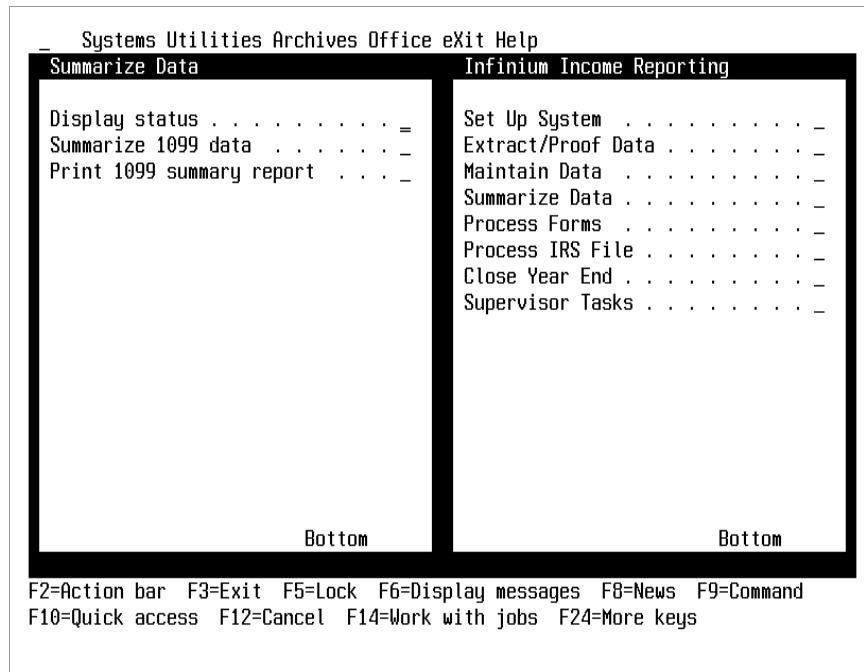 _ Systems Utilities Archives Office eXit Help
Summarize Data
Display status . . . . . . . . . _
Summarize 1099 data . . . . . . _
Print 1099 summary report . . . _
Bottom
Infinium Income Reporting
Set Up System . . . . . . . . . _
Extract/Proof Data . . . . . . . _
Maintain Data . . . . . . . . . _
Summarize Data . . . . . . . . . _
Process Forms . . . . . . . . . _
Process IRS File . . . . . . . . _
Close Year End . . . . . . . . . _
Supervisor Tasks . . . . . . . . _
Bottom
F2=Action bar F3=Exit F5=Lock F6=Display messages F8=News F9=Command
F10=Quick access F12=Cancel F14=Work with jobs F24=More keys